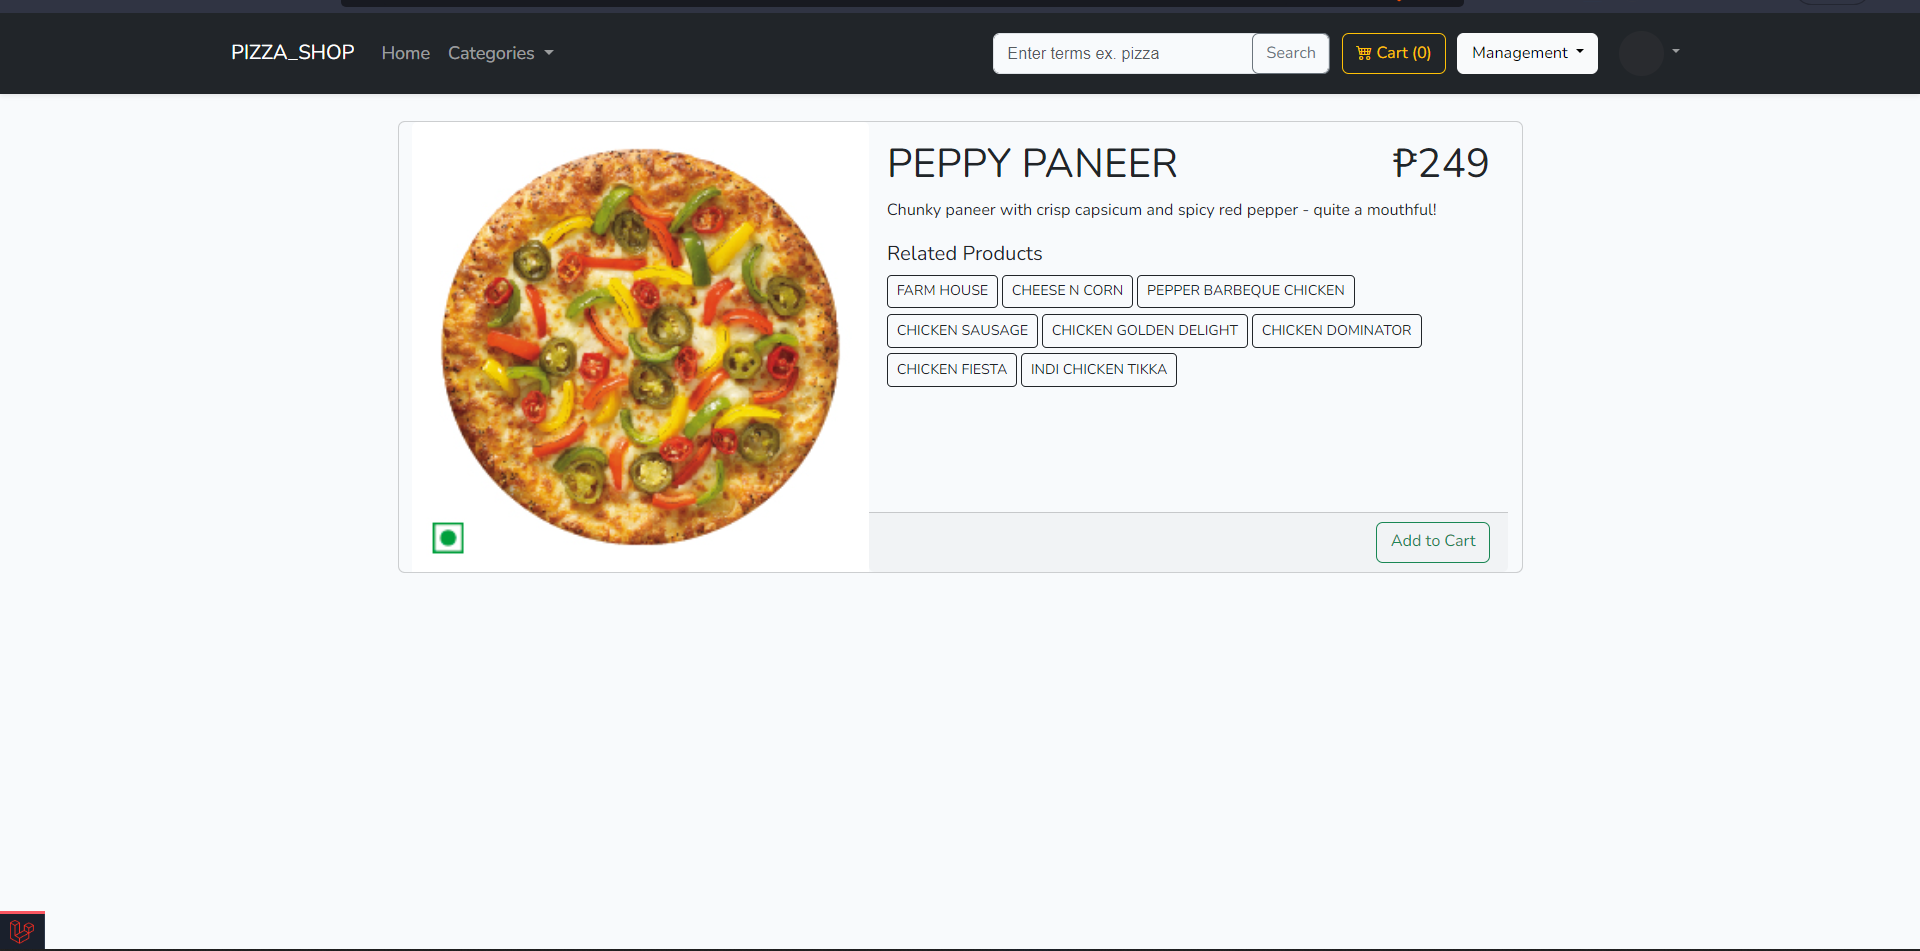 PIZZA_SHOP Home Categories Enter terms ex. pizza Search Cart (0) Management
PEPPY PANEER ₱249
Chunky paneer with crisp capsicum and spicy red pepper - quite a mouthful!
Related Products
FARM HOUSE CHEESE N CORN PEPPER BARBEQUE CHICKEN
CHICKEN SAUSAGE CHICKEN GOLDEN DELIGHT CHICKEN DOMINATOR
CHICKEN FIESTA INDI CHICKEN TIKKA
Add to Cart